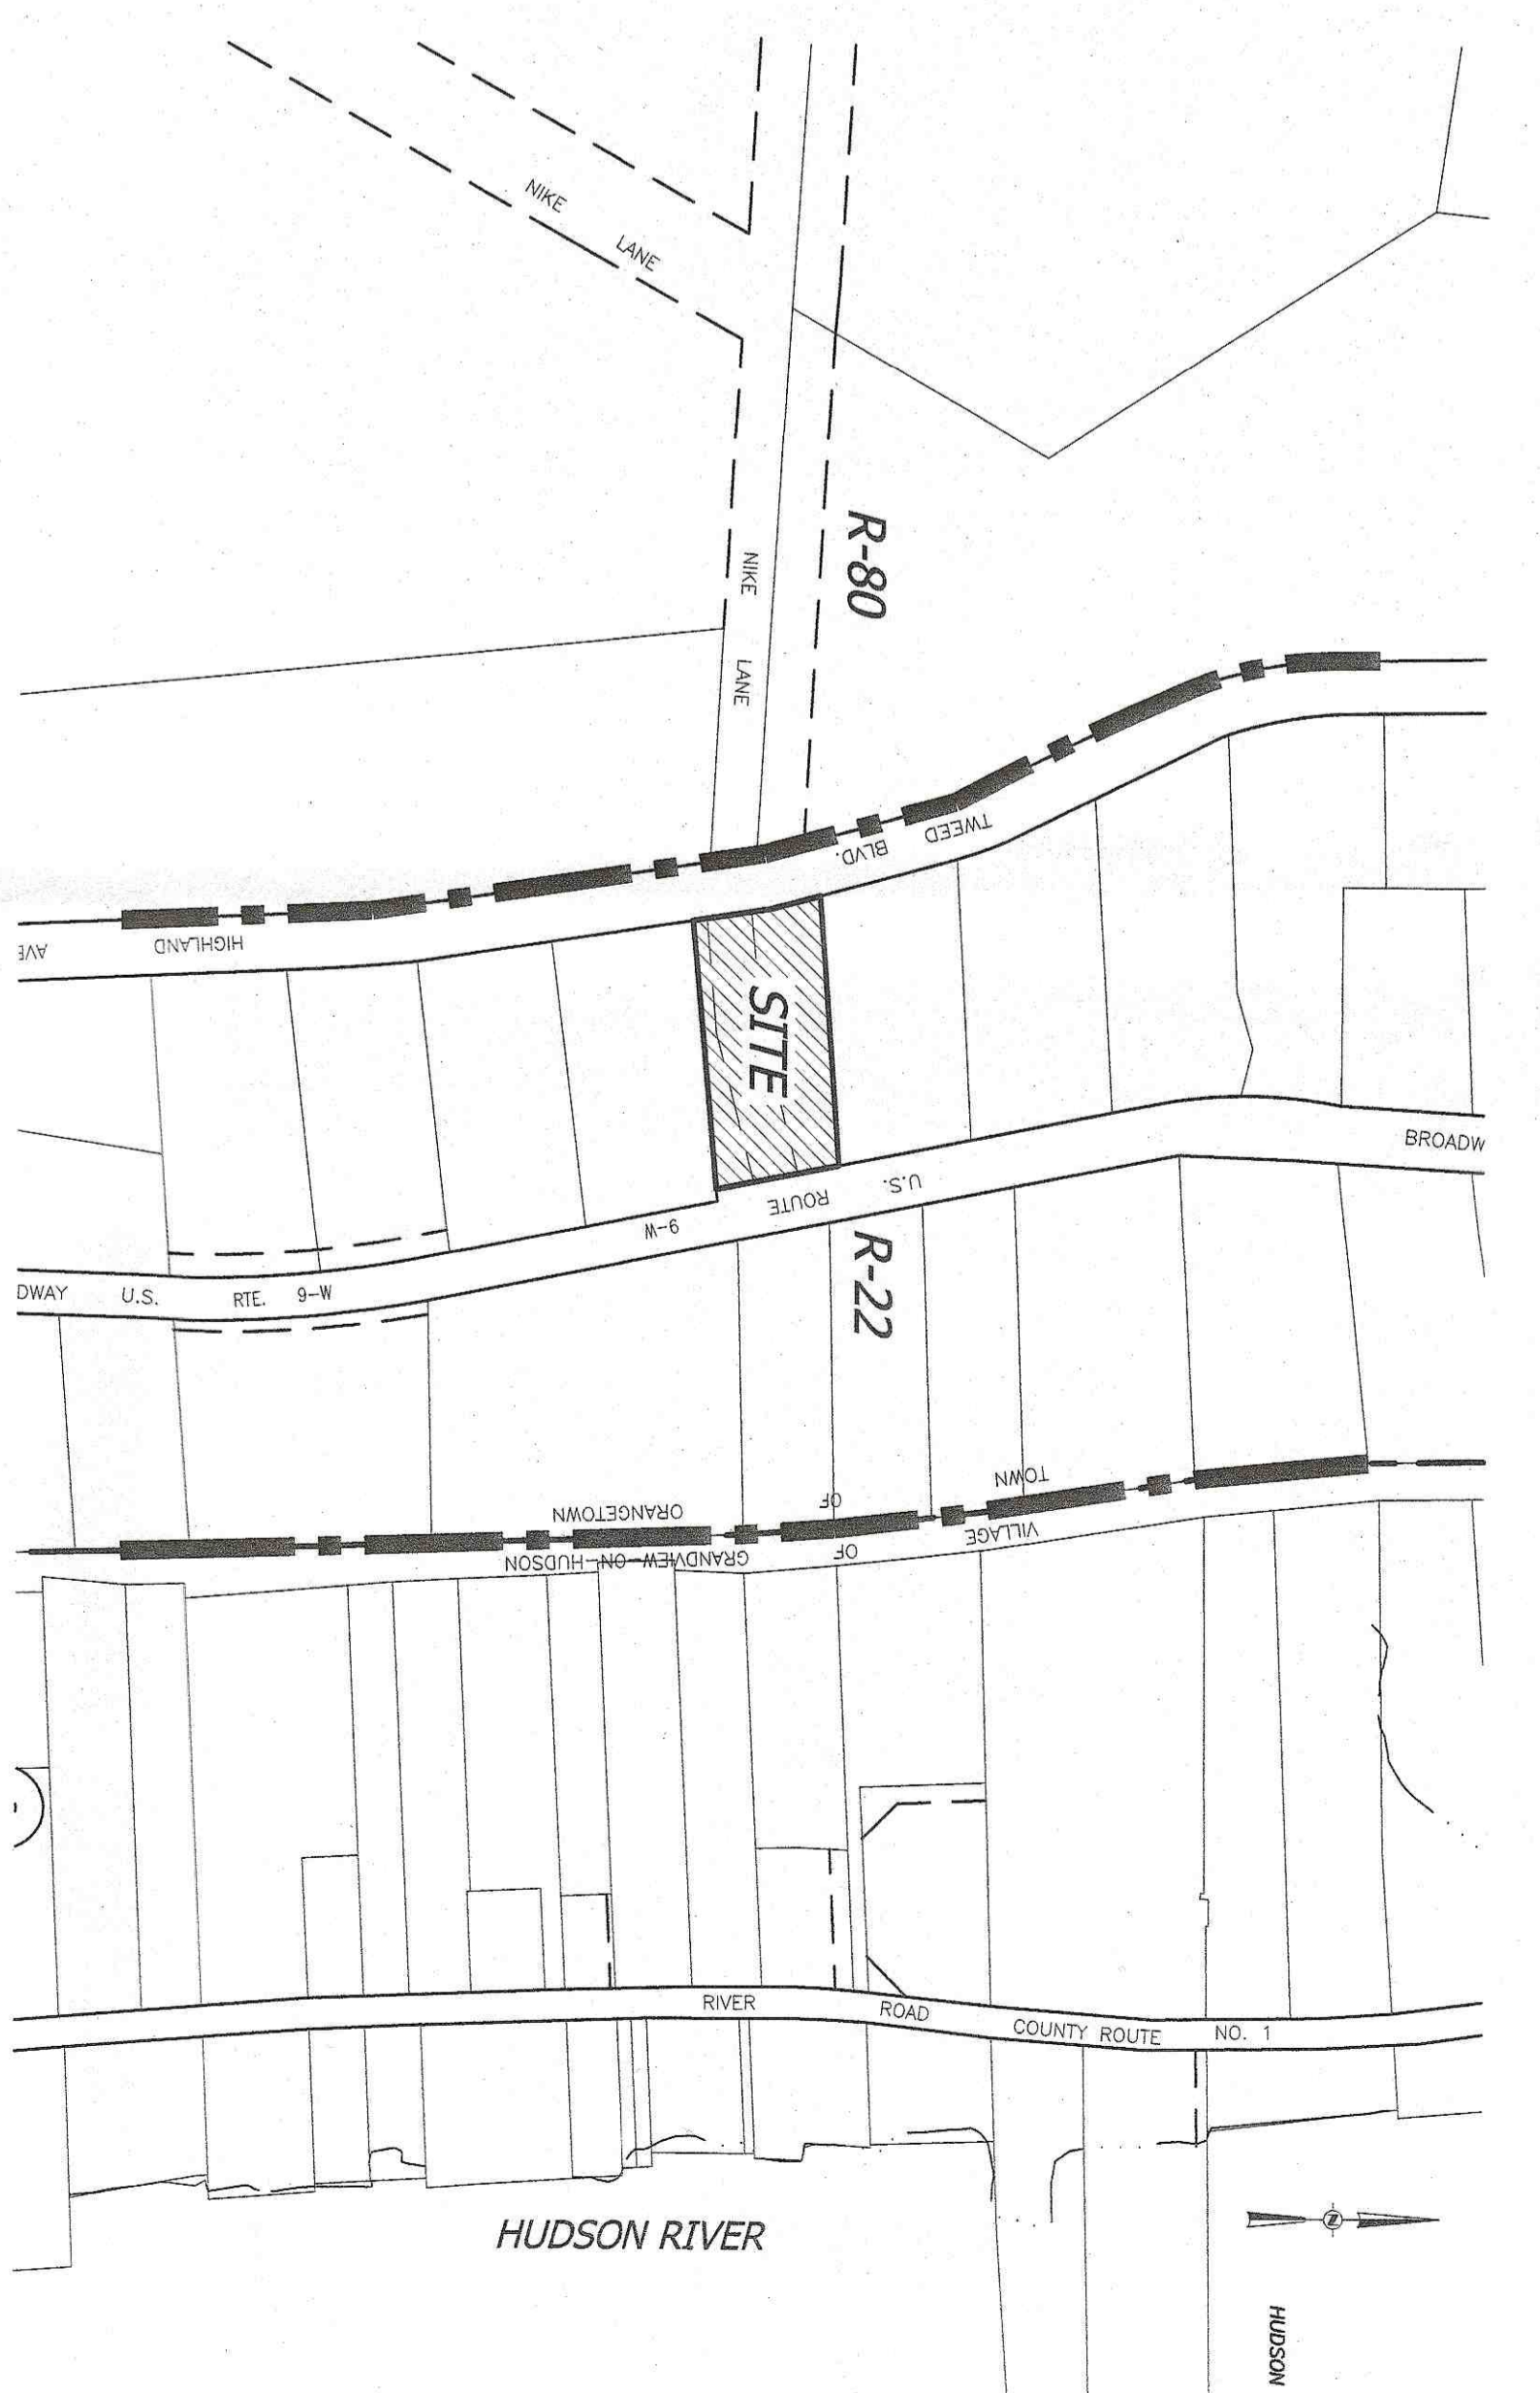 NIKE
LANE
R-80
NIKE
LANE
TWEED
BLVD.
HIGHLAND
AVE
SITE
BROADW
U.S.
ROUTE
9-W
R-22
DWAY U.S. RTE. 9-W
TOWN
OF
ORANGETOWN
VILLAGE
OF
GRANDVIEW-ON-HUDSON
RIVER ROAD COUNTY ROUTE NO. 1
HUDSON RIVER
N
HUDSON